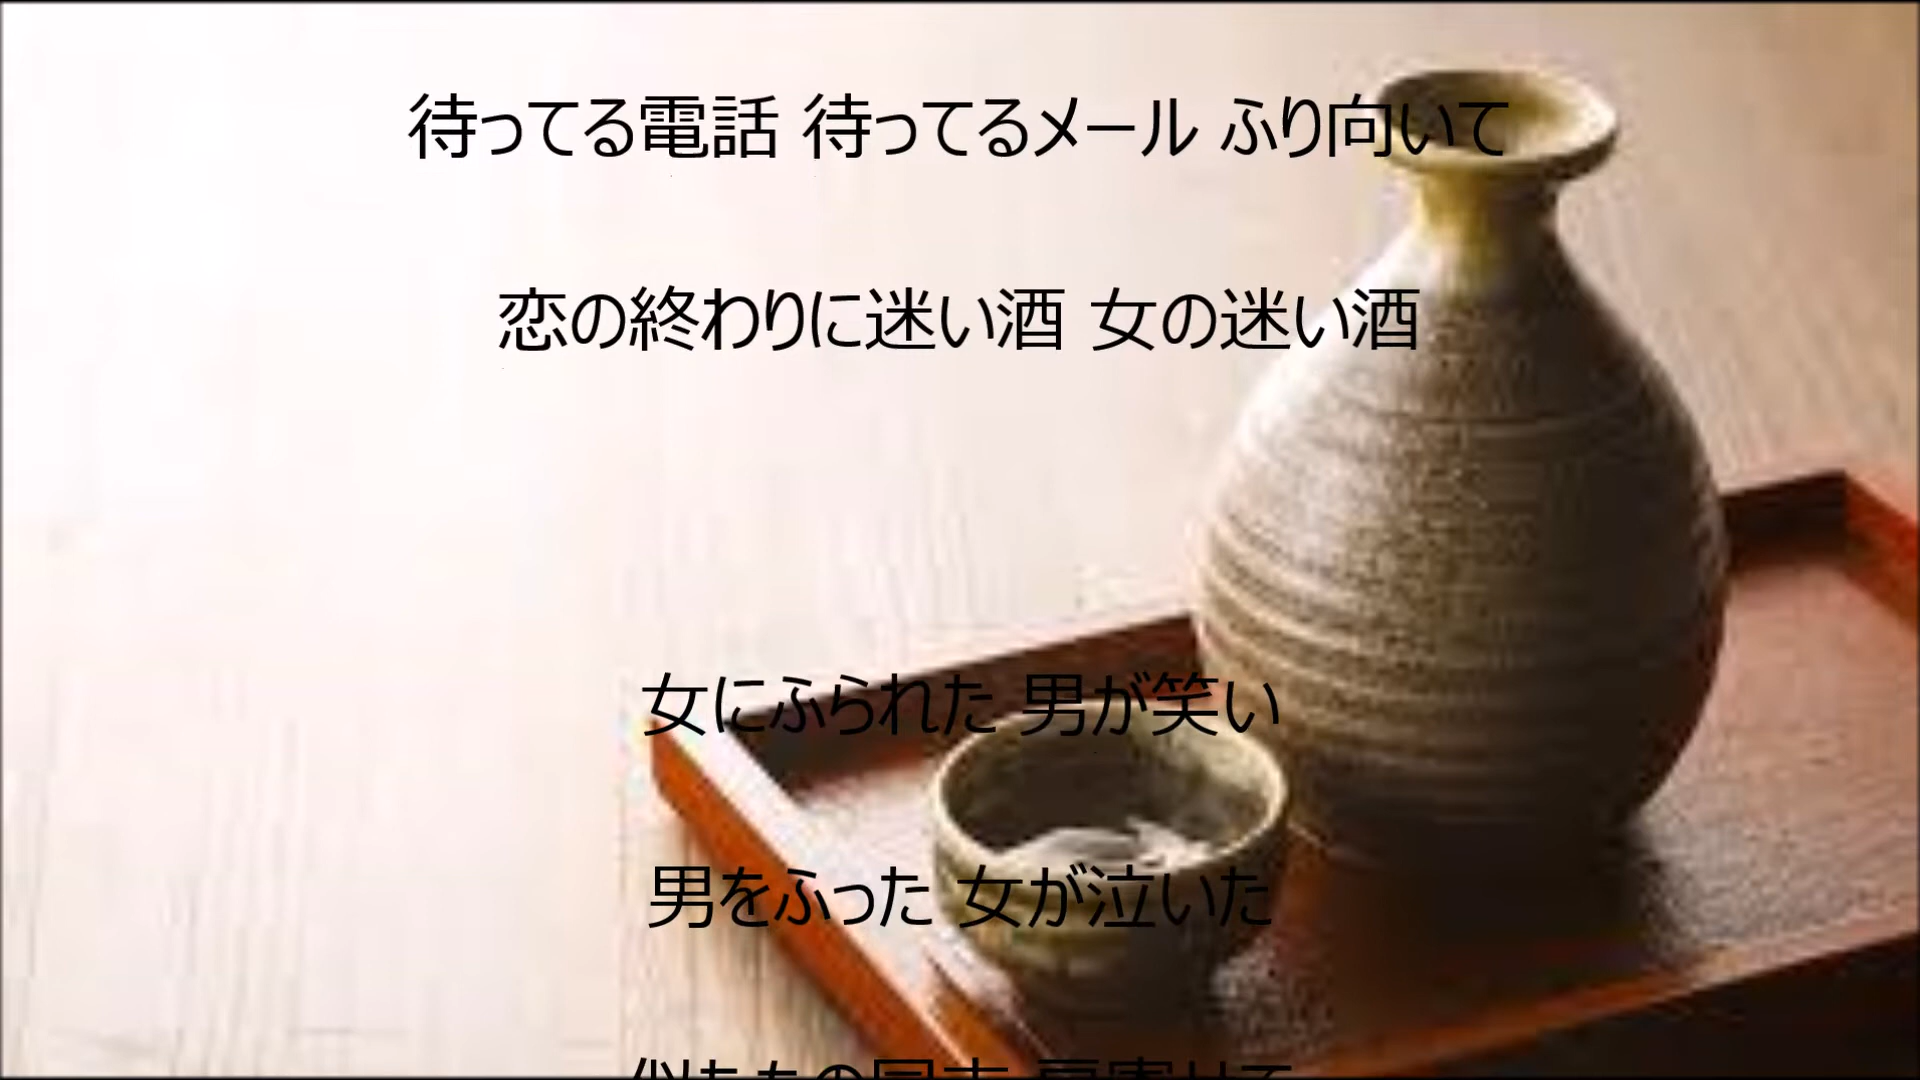 待ってる電話 待ってるメール ふり向いて
恋の終わりに迷い酒 女の迷い酒
女にふられた 男が笑い
男をふった 女が泣いた